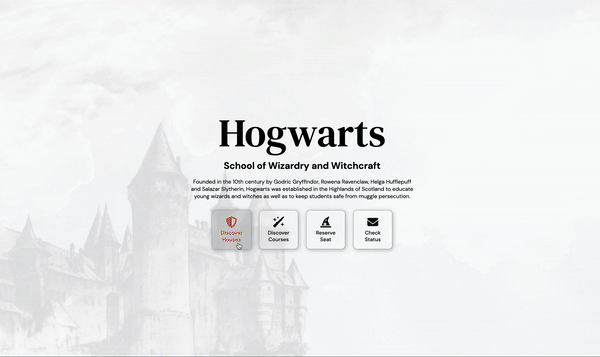 Hogwarts
School of Wizardry and Witchcraft
Founded in the 10th century by Godric Gryffindor, Rowena Ravenclaw, Helga Hufflepuff
and Salazar Slytherin, Hogwarts was established in the Highlands of Scotland to educate
young wizards and witches as well as to keep students safe from muggle persecution.
Discover
Houses
Discover
Courses
Reserve
Seat
Check
Status